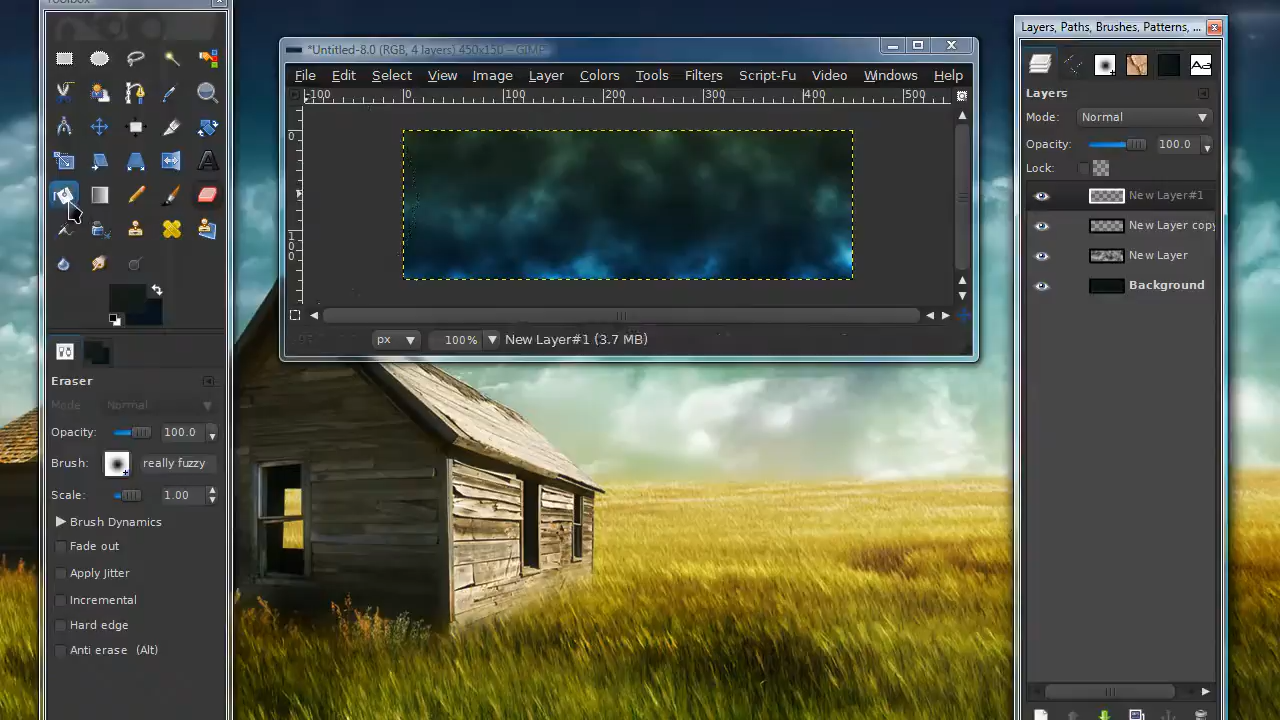 Toolbox
Eraser
Mode Normal
Opacity: 100.0
Brush: really fuzzy
Scale: 1.00
Brush Dynamics
Fade out
Apply Jitter
Incremental
Hard edge
Anti erase (Alt)
*Untitled-8.0 (RGB, 4 layers) 450x150 – GIMP
File Edit Select View Image Layer Colors Tools Filters Script-Fu Video Windows Help
-100 0 100 200 300 400 500
0
100
px 100% New Layer#1 (3.7 MB)
Layers, Paths, Brushes, Patterns, ...
Aa
Layers
Mode: Normal
Opacity: 100.0
Lock:
New Layer#1
New Layer copy
New Layer
Background